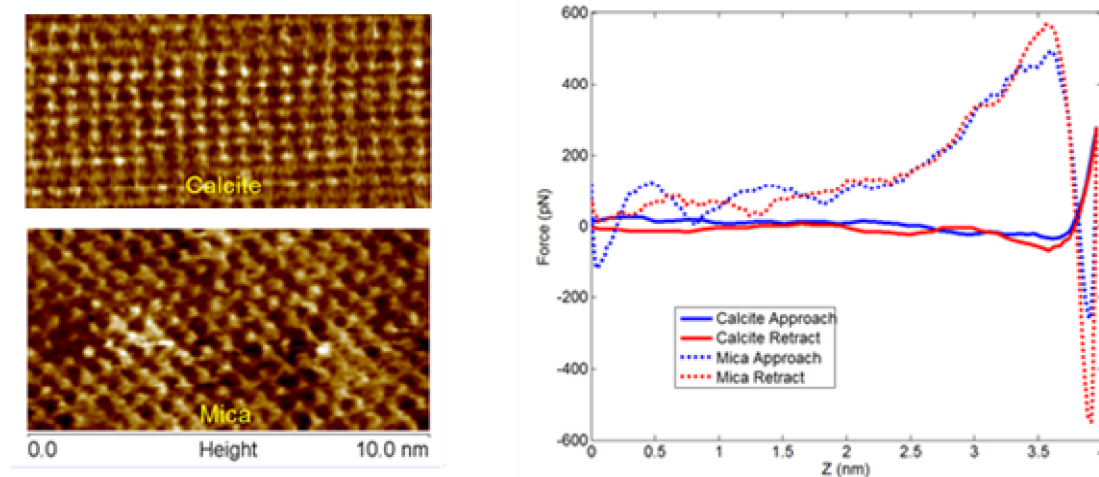 Calcite
Mica
0.0 Height 10.0 nm
600
400
200
0
-200
-400
-600
Force (pN)
Calcite Approach
Calcite Retract
Mica Approach
Mica Retract
0 0.5 1 1.5 2 2.5 3 3.5
Z (nm)